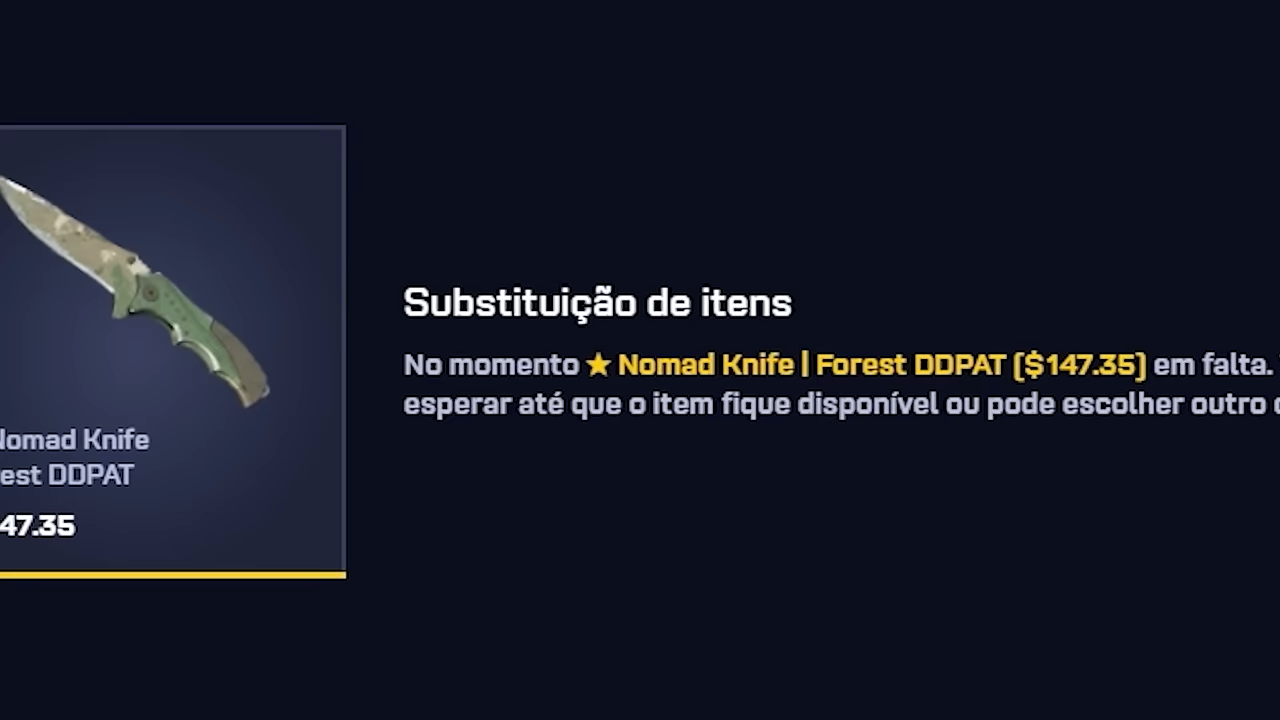 Nomad Knife
est DDPAT
47.35
Substituição de itens
No momento ★ Nomad Knife | Forest DDPAT ($147.35) em falta.
esperar até que o item fique disponível ou pode escolher outro